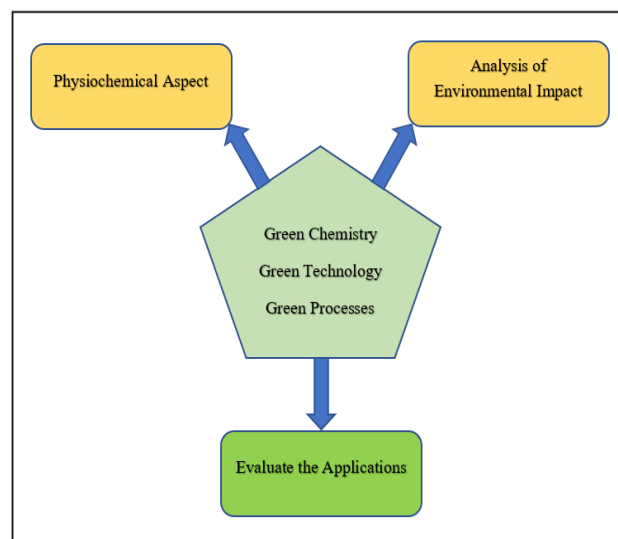 Physiochemical Aspect
Analysis of
Environmental Impact
Green Chemistry
Green Technology
Green Processes
Evaluate the Applications